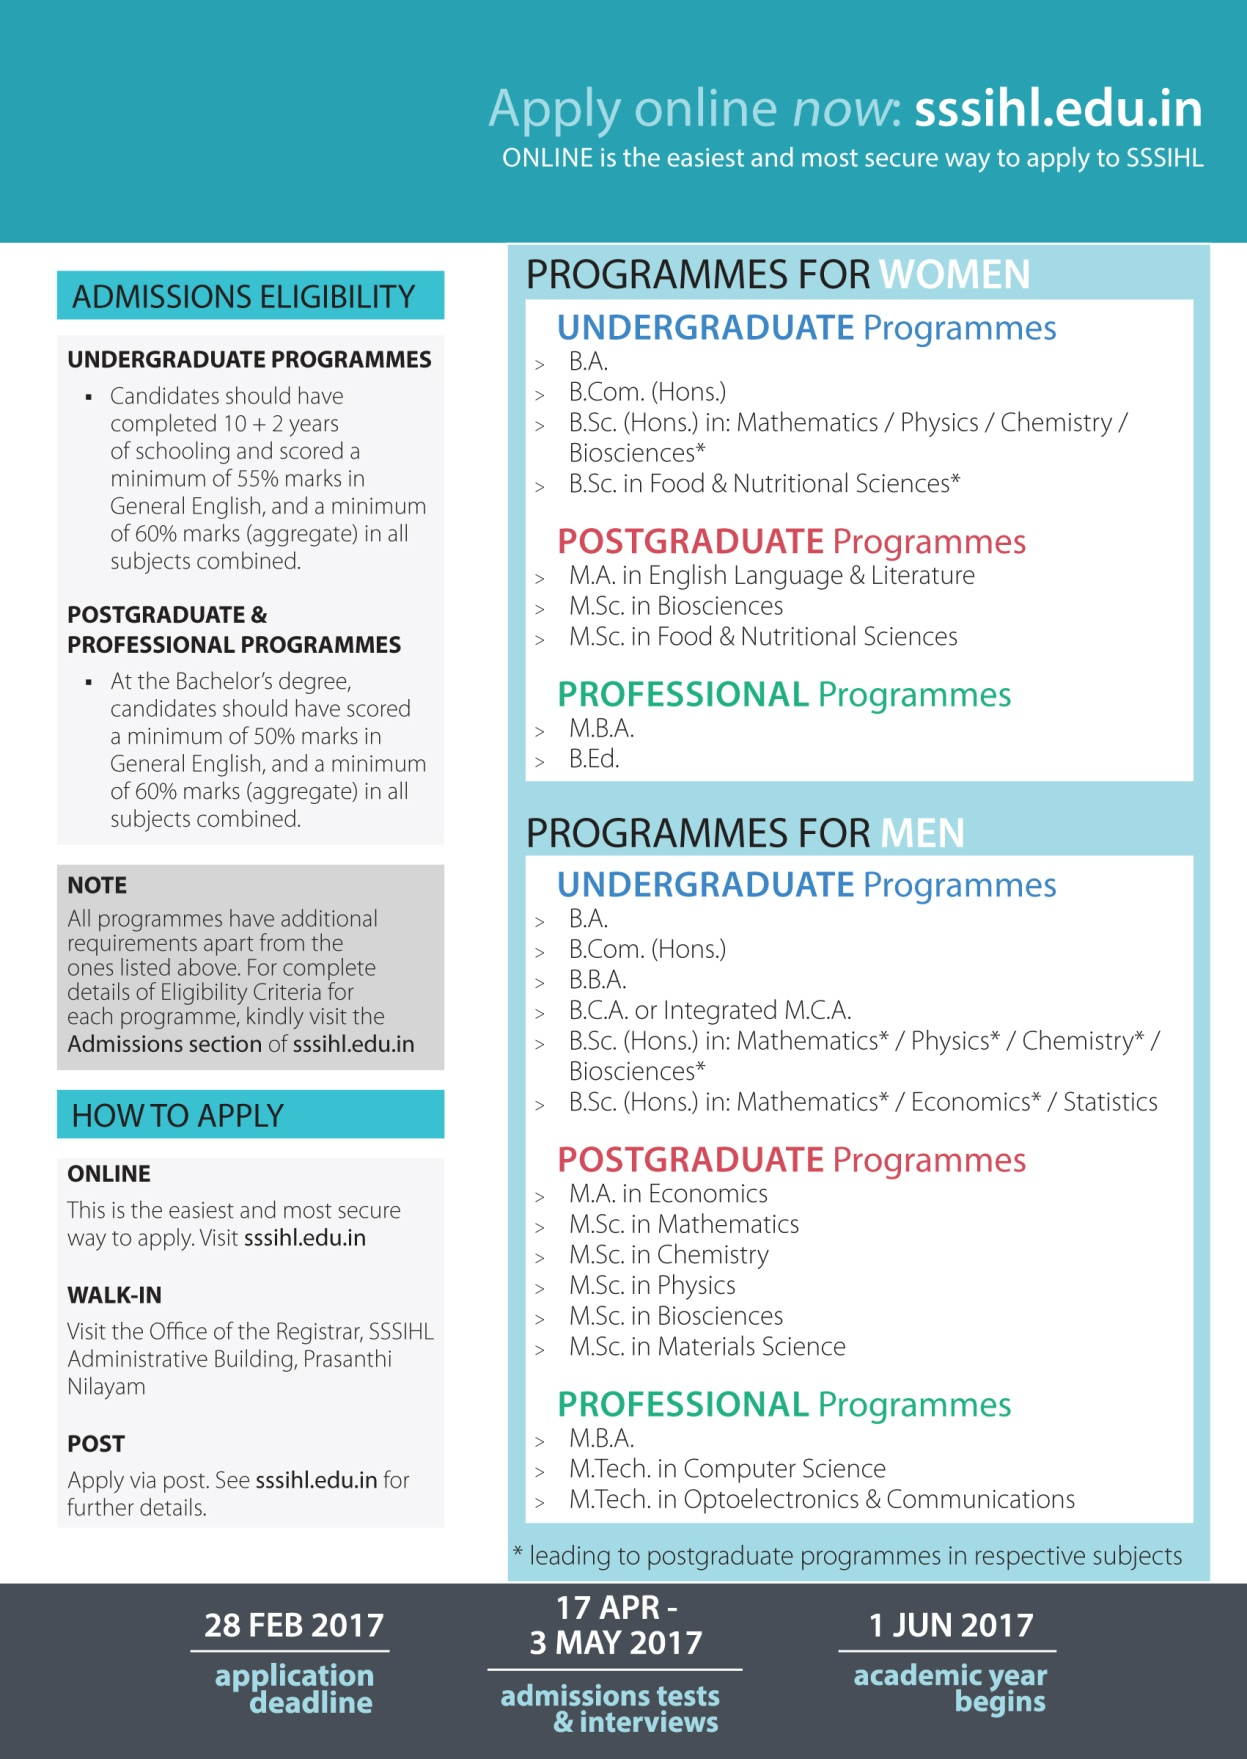 Apply online now: sssihl.edu.in
ONLINE is the easiest and most secure way to apply to SSSIHL
ADMISSIONS ELIGIBILITY
UNDERGRADUATE PROGRAMMES
▪ Candidates should have
completed 10 + 2 years
of schooling and scored a
minimum of 55% marks in
General English, and a minimum
of 60% marks (aggregate) in all
subjects combined.
POSTGRADUATE &
PROFESSIONAL PROGRAMMES
▪ At the Bachelor's degree,
candidates should have scored
a minimum of 50% marks in
General English, and a minimum
of 60% marks (aggregate) in all
subjects combined.
NOTE
All programmes have additional
requirements apart from the
ones listed above. For complete
details of Eligibility Criteria for
each programme, kindly visit the
Admissions section of sssihl.edu.in
HOW TO APPLY
ONLINE
This is the easiest and most secure
way to apply. Visit sssihl.edu.in
WALK-IN
Visit the Office of the Registrar, SSSIHL
Administrative Building, Prasanthi
Nilayam
POST
Apply via post. See sssihl.edu.in for
further details.
PROGRAMMES FOR WOMEN
UNDERGRADUATE Programmes
> B.A.
> B.Com. (Hons.)
> B.Sc. (Hons.) in: Mathematics / Physics / Chemistry /
Biosciences*
> B.Sc. in Food & Nutritional Sciences*
POSTGRADUATE Programmes
> M.A. in English Language & Literature
> M.Sc. in Biosciences
> M.Sc. in Food & Nutritional Sciences
PROFESSIONAL Programmes
> M.B.A.
> B.Ed.
PROGRAMMES FOR MEN
UNDERGRADUATE Programmes
> B.A.
> B.Com. (Hons.)
> B.B.A.
> B.C.A. or Integrated M.C.A.
> B.Sc. (Hons.) in: Mathematics* / Physics* / Chemistry* /
Biosciences*
> B.Sc. (Hons.) in: Mathematics* / Economics* / Statistics
POSTGRADUATE Programmes
> M.A. in Economics
> M.Sc. in Mathematics
> M.Sc. in Chemistry
> M.Sc. in Physics
> M.Sc. in Biosciences
> M.Sc. in Materials Science
PROFESSIONAL Programmes
> M.B.A.
> M.Tech. in Computer Science
> M.Tech. in Optoelectronics & Communications
* leading to postgraduate programmes in respective subjects
28 FEB 2017
application
deadline
17 APR -
3 MAY 2017
admissions tests
& interviews
1 JUN 2017
academic year
begins